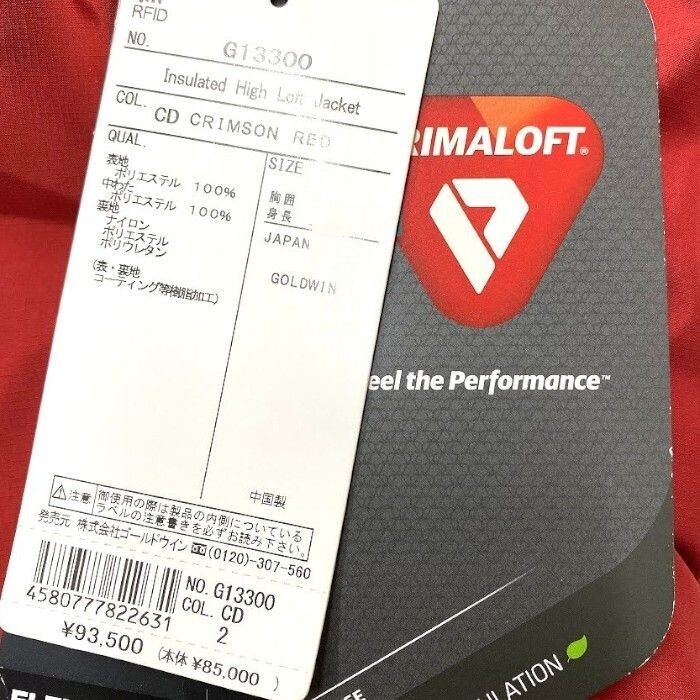 RFID
NO. G13300
Insulated High Loft Jacket
COL. CD CRIMSON RED
QUAL.
表地
ポリエステル 100%
中わた
ポリエステル 100%
裏地
ナイロン
ポリエステル
ポリウレタン
(表・裏地
コーティング等樹脂加工)
SIZE
胸囲
身長
JAPAN
GOLDWIN
中国製
注意 御使用の際は製品の内側についている
ラベルの注意書きを必ずお読み下さい。
発売元 株式会社ゴールドウイン (0120)-307-560
4580777822631
NO. G13300
COL. CD
2
¥93,500 (本体 ¥85,000 )
RIMALOFT®
eel the Performance™
ULATION